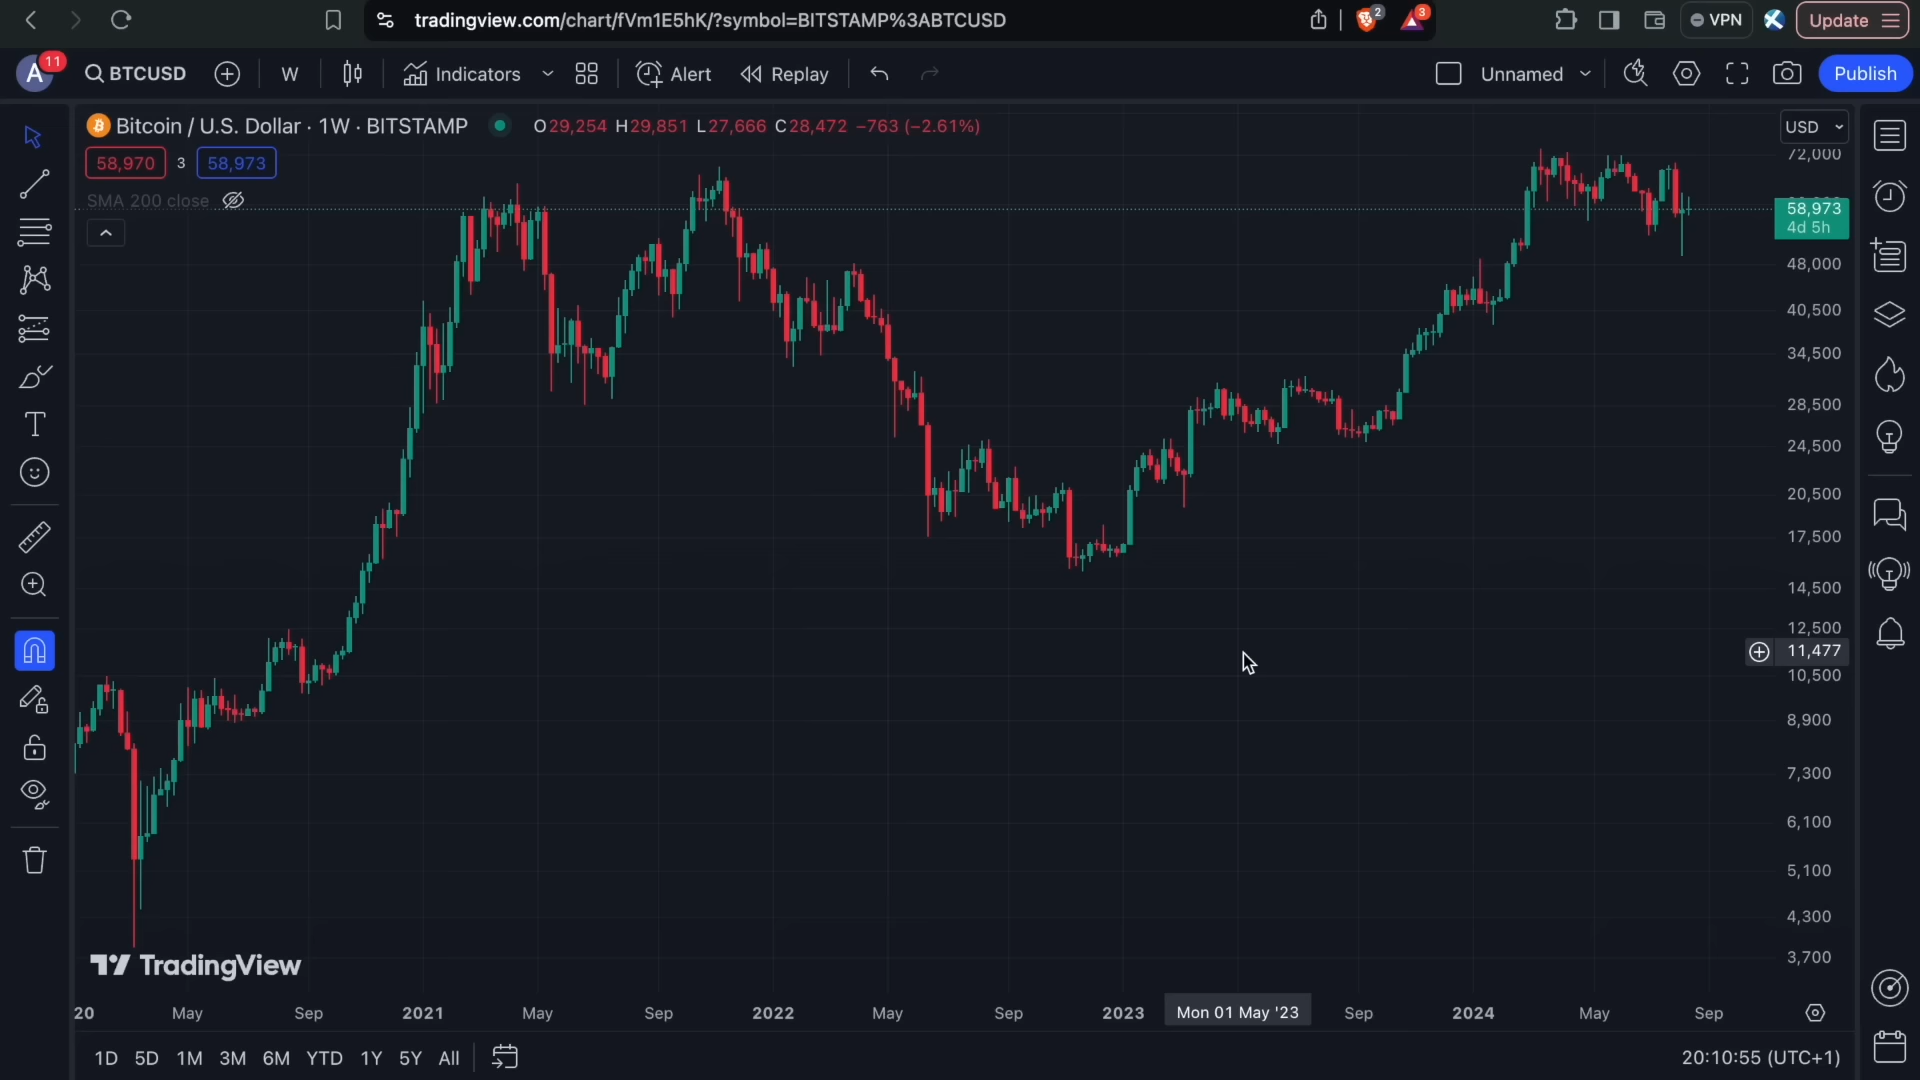 tradingview.com/chart/fVm1E5hK/?symbol=BITSTAMP%3ABTCUSD
2
3
VPN
Update
A
11
BTCUSD
W
Indicators
Alert
Replay
Unnamed
Publish
Bitcoin / U.S. Dollar · 1W · BITSTAMP
O29,254 H29,851 L27,666 C28,472 −763 (−2.61%)
USD
58,970 3 58,973
SMA 200 close
72,000
58,973
4d 5h
48,000
40,500
34,500
28,500
24,500
20,500
17,500
14,500
12,500
11,477
10,500
8,900
7,300
6,100
5,100
4,300
3,700
TradingView
20 May Sep 2021 May Sep 2022 May Sep 2023 Mon 01 May '23 Sep 2024 May Sep
1D 5D 1M 3M 6M YTD 1Y 5Y All
20:10:55 (UTC+1)